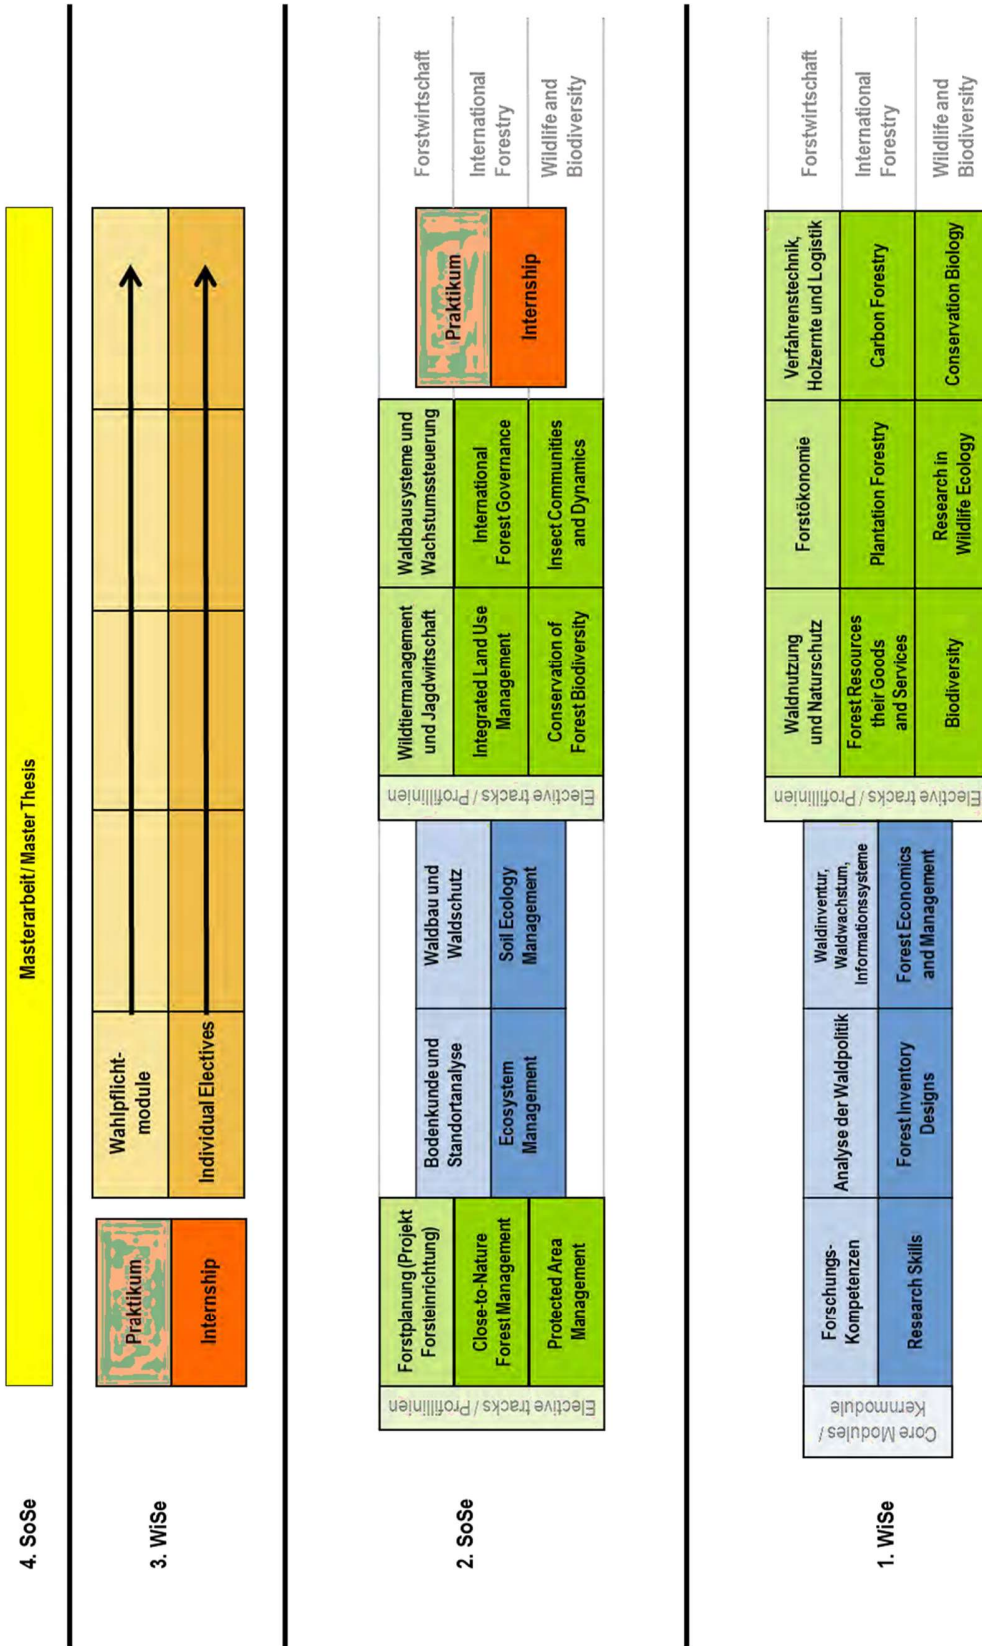 4. SoSe
Masterarbeit / Master Thesis
3. WiSe
Praktikum
Internship
Wahlpflicht-
module
Individual Electives
2. SoSe
Elective tracks / Profillinien
Forstplanung (Projekt
Forsteinrichtung)
Close-to-Nature
Forest Management
Protected Area
Management
Bodenkunde und
Standortanalyse
Ecosystem
Management
Waldbau und
Waldschutz
Soil Ecology
Management
Elective tracks / Profillinien
Wildtiermanagement
und Jagdwirtschaft
Integrated Land Use
Management
Conservation of
Forest Biodiversity
Waldbausysteme und
Wachstumssteuerung
International
Forest Governance
Insect Communities
and Dynamics
Praktikum
Internship
Forstwirtschaft
International
Forestry
Wildlife and
Biodiversity
1. WiSe
Core Modules /
Kernmodule
Forschungs-
Kompetenzen
Research Skills
Analyse der Waldpolitik
Forest Inventory
Designs
Waldinventur,
Waldwachstum,
Informationssysteme
Forest Economics
and Management
Elective tracks / Profillinien
Waldnutzung
und Naturschutz
Forest Resources
their Goods
and Services
Biodiversity
Forstökonomie
Plantation Forestry
Research in
Wildlife Ecology
Verfahrenstechnik,
Holzernte und Logistik
Carbon Forestry
Conservation Biology
Forstwirtschaft
International
Forestry
Wildlife and
Biodiversity